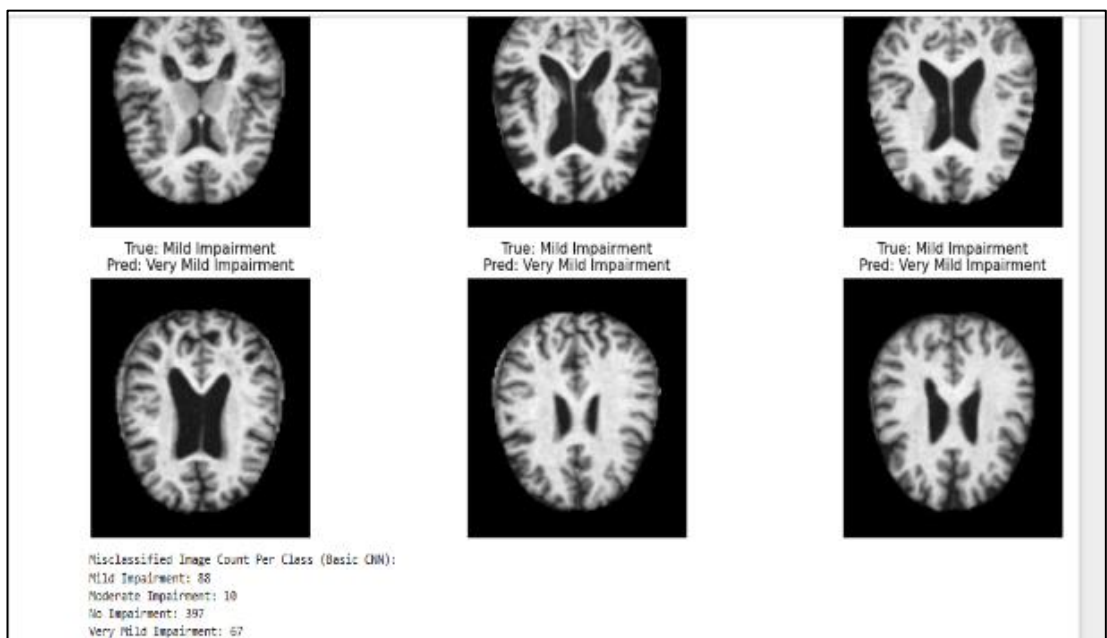 True: Mild Impairment
Pred: Very Mild Impairment
True: Mild Impairment
Pred: Very Mild Impairment
True: Mild Impairment
Pred: Very Mild Impairment
Misclassified Image Count Per Class (Basic CNN):
Mild Impairment: 88
Moderate Impairment: 10
No Impairment: 397
Very Mild Impairment: 67